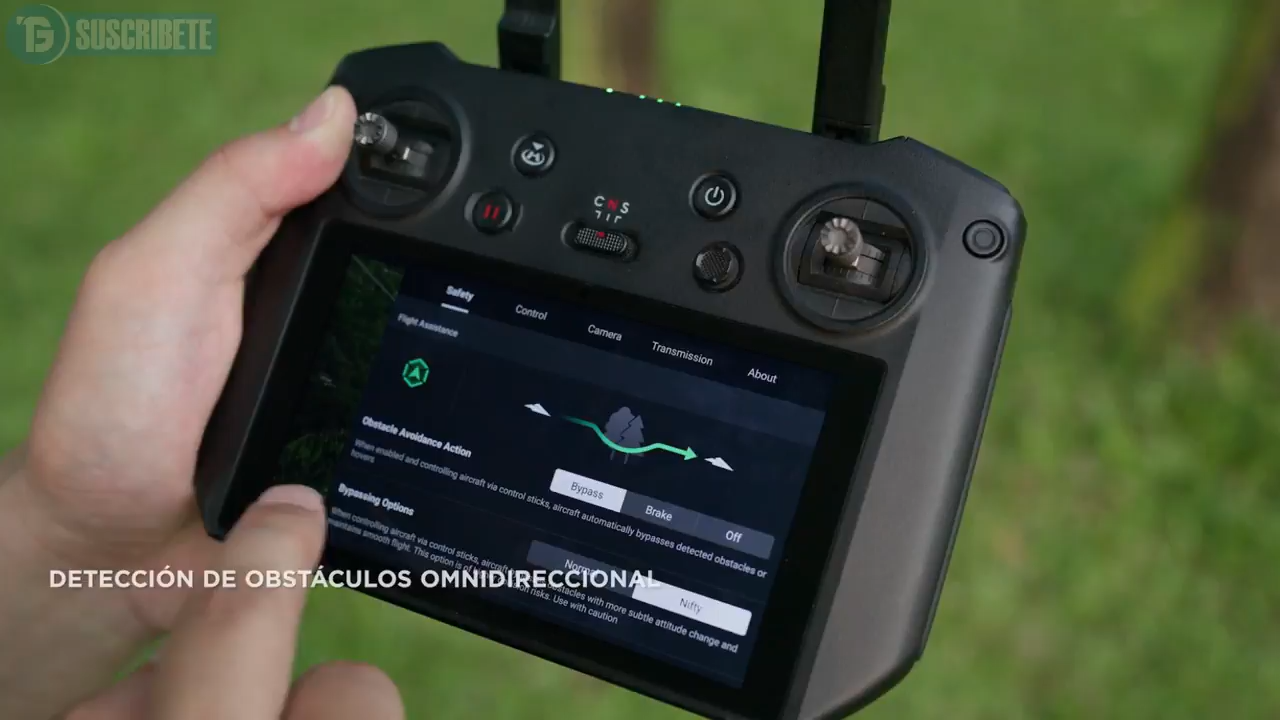 TG SUSCRIBETE
C N S
Safety
Control
Camera
Transmission
About
Flight Assistance
Obstacle Avoidance Action
When enabled and controlling aircraft via control sticks, aircraft automatically bypasses detected obstacles or
hovers
Bypass
Brake
Off
Bypassing Options
Normal
Nifty
When controlling aircraft via control sticks, aircraft obstacles with more subtle attitude change and
maintains smooth flight. This option is of risks. Use with caution
DETECCIÓN DE OBSTÁCULOS OMNIDIRECCIONAL